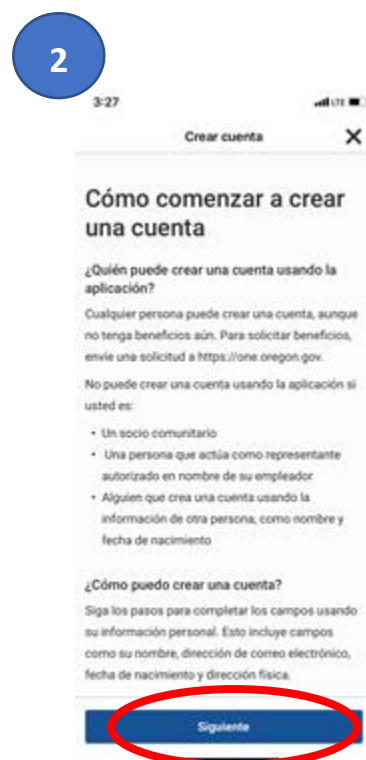 2
3:27
LTE
Crear cuenta
Cómo comenzar a crear
una cuenta
¿Quién puede crear una cuenta usando la
aplicación?
Cualquier persona puede crear una cuenta, aunque
no tenga beneficios aún. Para solicitar beneficios,
envíe una solicitud a https://one.oregon.gov.
No puede crear una cuenta usando la aplicación si
usted es:
• Un socio comunitario
• Una persona que actúa como representante
autorizado en nombre de su empleador
• Alguien que crea una cuenta usando la
información de otra persona, como nombre y
fecha de nacimiento
¿Cómo puedo crear una cuenta?
Siga los pasos para completar los campos usando
su información personal. Esto incluye campos
como su nombre, dirección de correo electrónico,
fecha de nacimiento y dirección física.
Siguiente